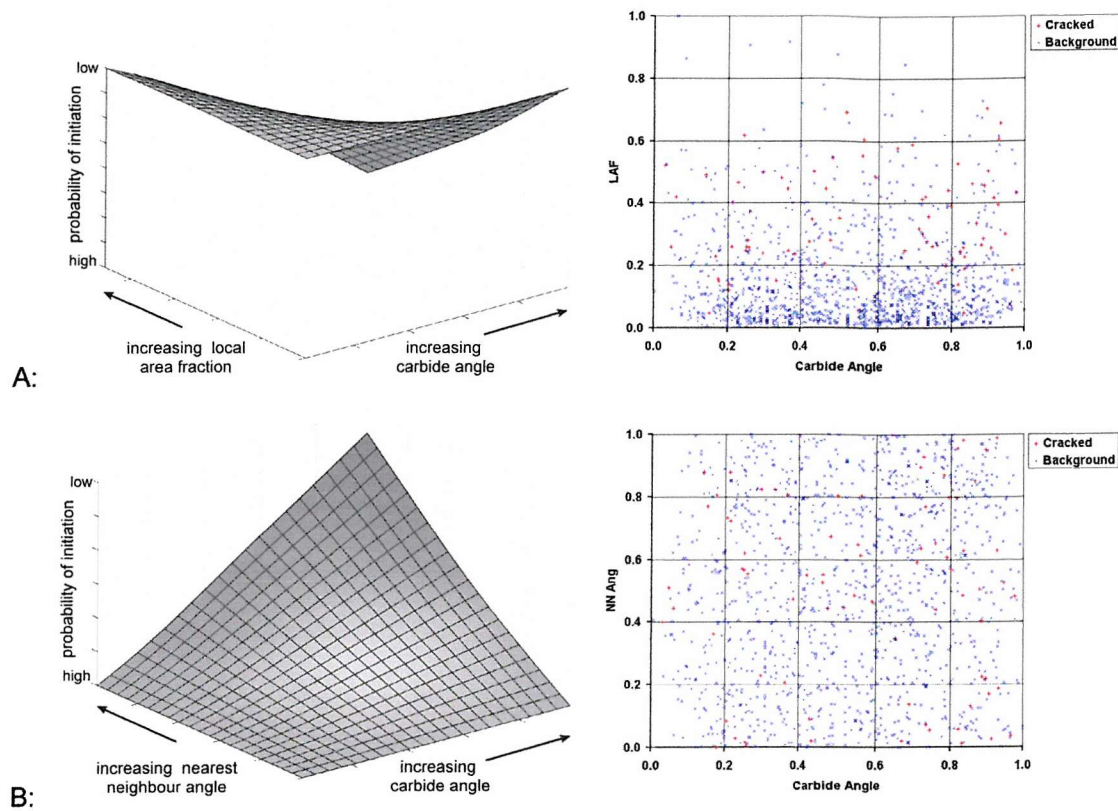 low
probability of initiation
high
increasing local
area fraction
increasing
carbide angle
A:
Cracked
Background
1.0
0.8
0.6
0.4
0.2
0.0
LAF
0.0 0.2 0.4 0.6 0.8 1.0
Carbide Angle
low
probability of initiation
high
increasing nearest
neighbour angle
increasing
carbide angle
B:
Cracked
Background
1.0
0.8
0.6
0.4
0.2
0.0
NN Ang
0.0 0.2 0.4 0.6 0.8 1.0
Carbide Angle